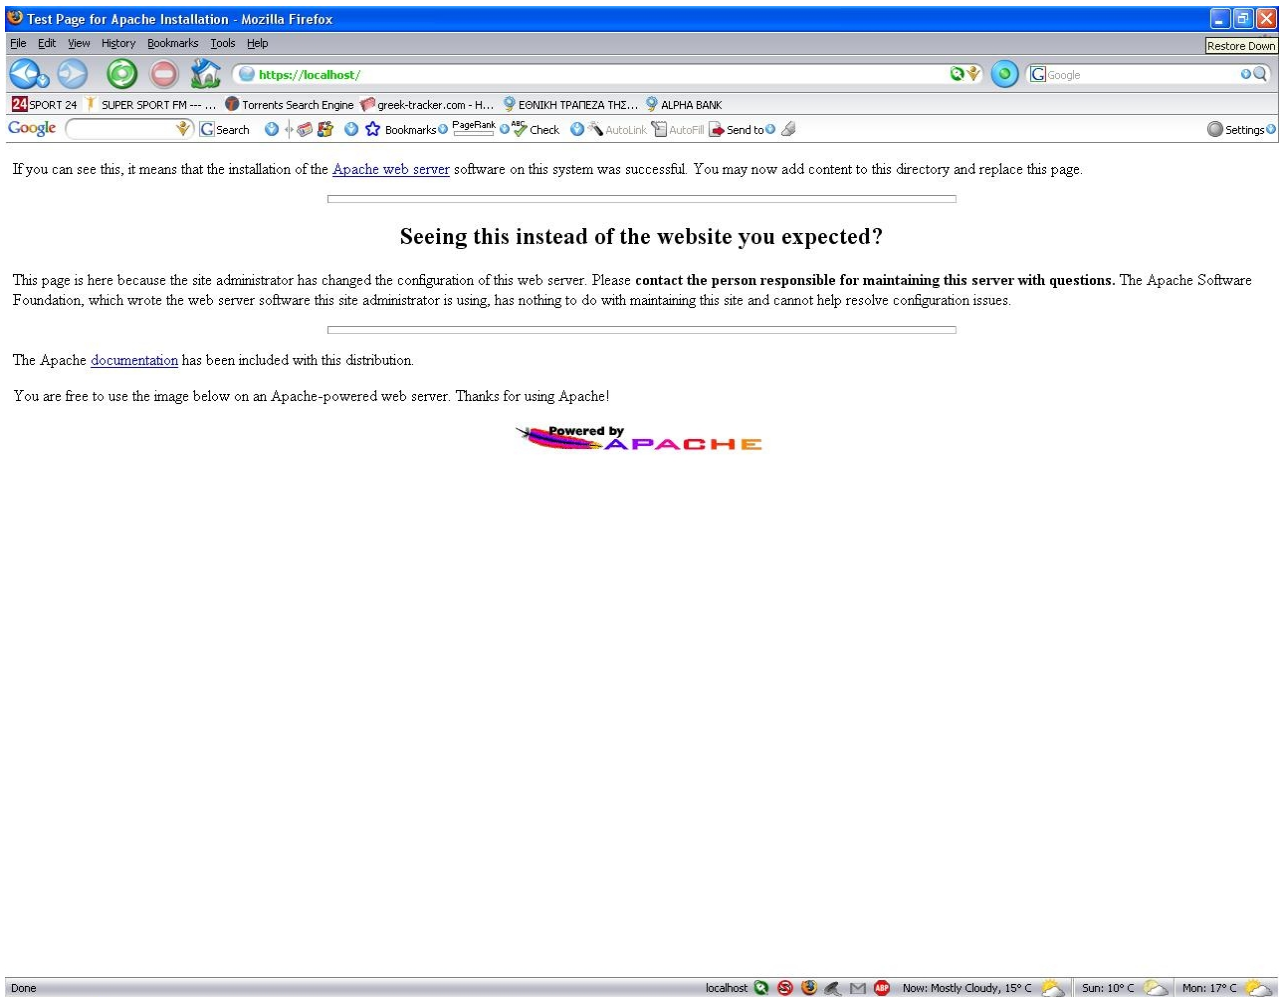 Test Page for Apache Installation - Mozilla Firefox
File Edit View History Bookmarks Tools Help
Restore Down
https://localhost/
G Google
24 SPORT 24 SUPER SPORT FM --- ... Torrents Search Engine greek-tracker.com - H... ΕΘΝΙΚΗ ΤΡΑΠΕΖΑ ΤΗΣ... ALPHA BANK
Google G Search Bookmarks PageRank ABC Check AutoLink AutoFill Send to Settings
If you can see this, it means that the installation of the Apache web server software on this system was successful. You may now add content to this directory and replace this page.
Seeing this instead of the website you expected?
This page is here because the site administrator has changed the configuration of this web server. Please contact the person responsible for maintaining this server with questions. The Apache Software
Foundation, which wrote the web server software this site administrator is using, has nothing to do with maintaining this site and cannot help resolve configuration issues.
The Apache documentation has been included with this distribution.
You are free to use the image below on an Apache-powered web server. Thanks for using Apache!
Powered by
APACHE
Done localhost ABP Now: Mostly Cloudy, 15° C Sun: 10° C Mon: 17° C